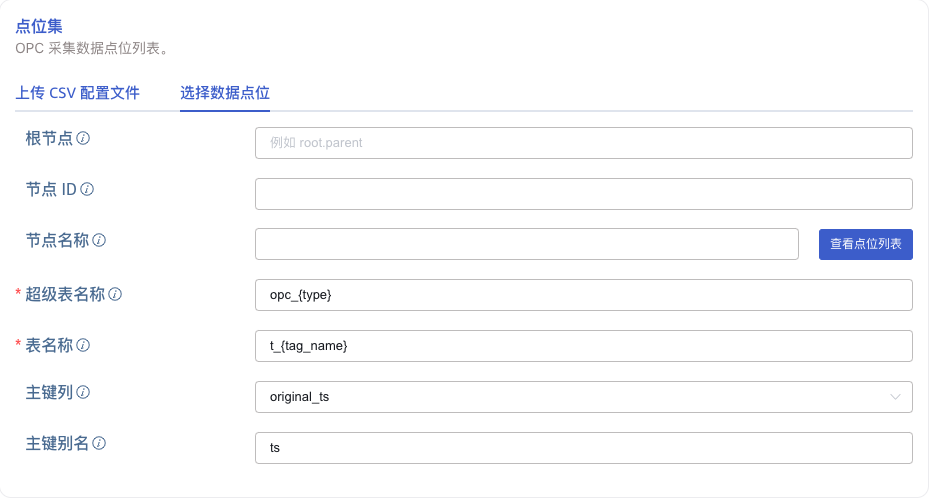 点位集
OPC 采集数据点位列表。
上传 CSV 配置文件 选择数据点位
根节点 例如 root.parent
节点 ID
节点名称 查看点位列表
* 超级表名称 opc_{type}
* 表名称 t_{tag_name}
主键列 original_ts
主键别名 ts